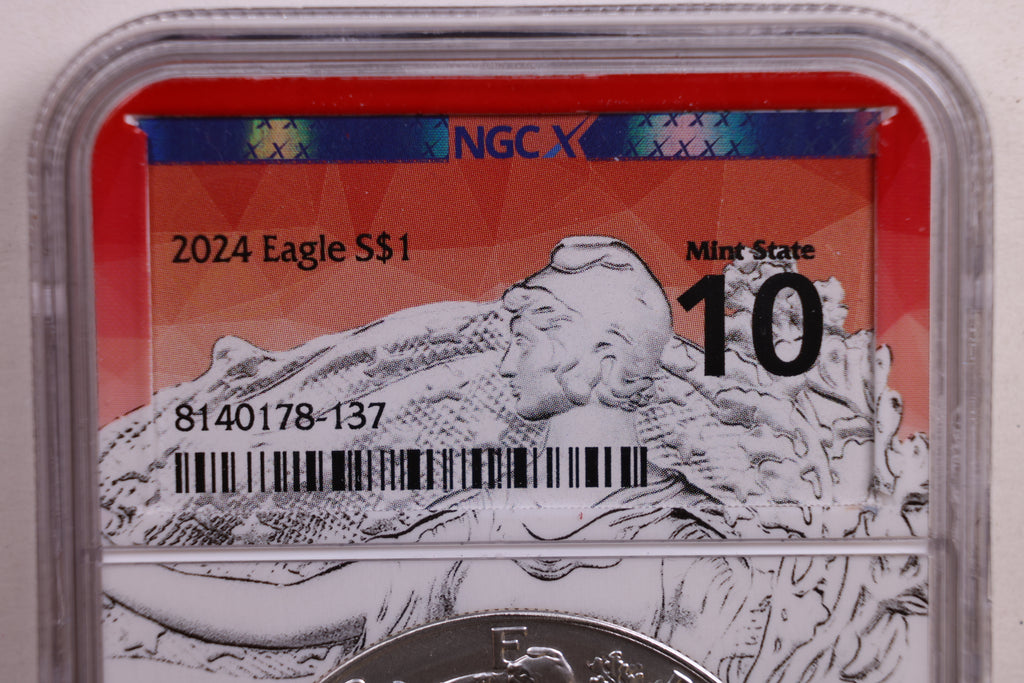 NGC X
2024 Eagle S$1
Mint State
10
8140178-137
E